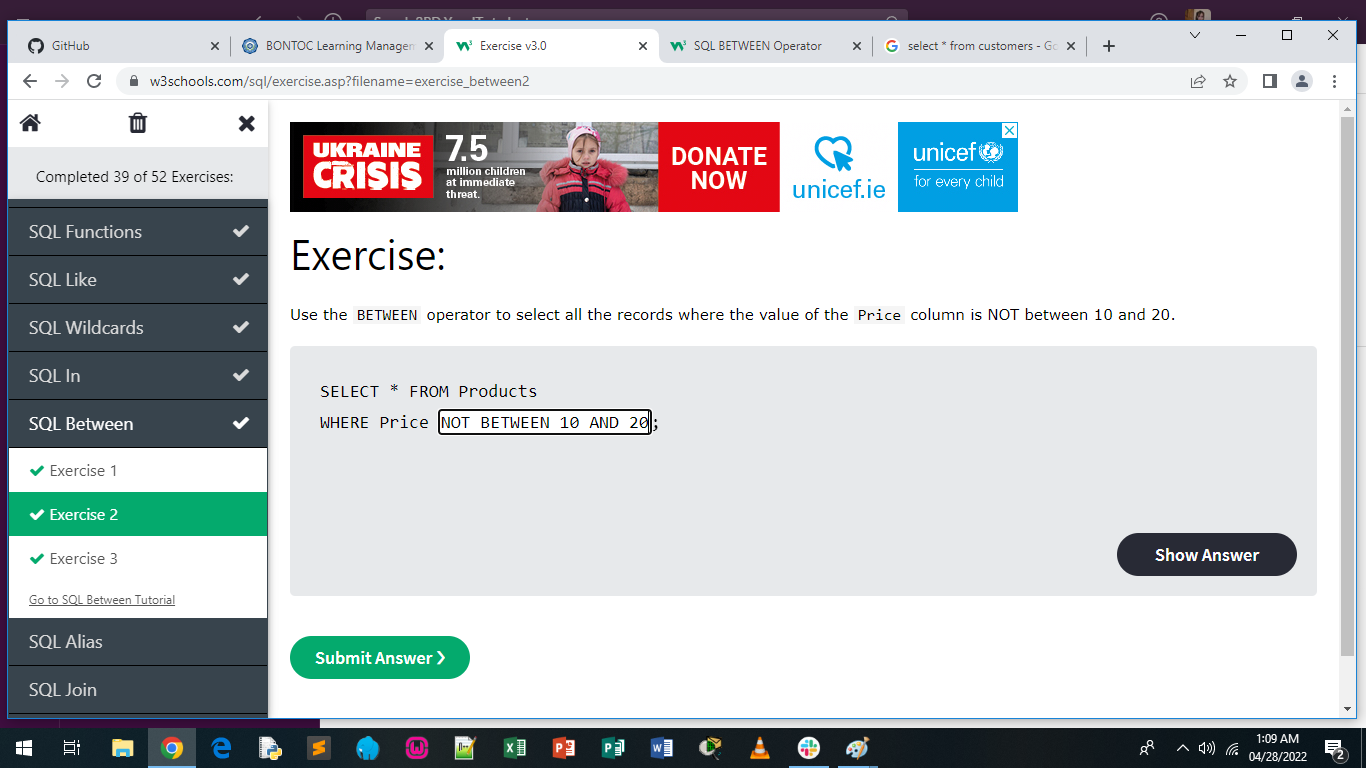 GitHub
BONTOC Learning Managem
Exercise v3.0
SQL BETWEEN Operator
select * from customers - Go
w3schools.com/sql/exercise.asp?filename=exercise_between2
Completed 39 of 52 Exercises:
SQL Functions
SQL Like
SQL Wildcards
SQL In
SQL Between
Exercise 1
Exercise 2
Exercise 3
Go to SQL Between Tutorial
SQL Alias
SQL Join
UKRAINE
CRISIS
7.5
million children
at immediate
threat.
DONATE
NOW
unicef.ie
unicef
for every child
Exercise:
Use the BETWEEN operator to select all the records where the value of the Price column is NOT between 10 and 20.
SELECT * FROM Products
WHERE Price NOT BETWEEN 10 AND 20;
Show Answer
Submit Answer ❯
1:09 AM
04/28/2022
2